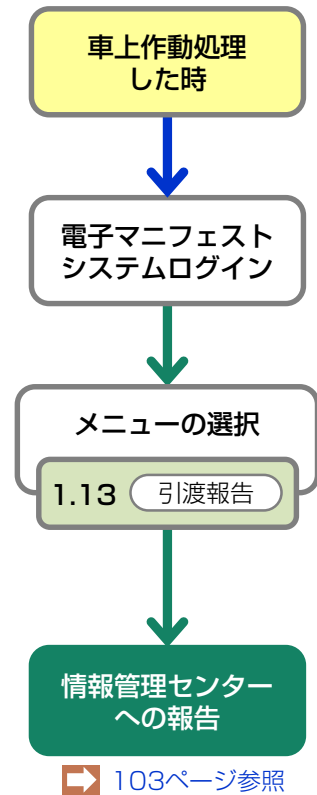 車上作動処理
した時
電子マニフェスト
システムログイン
メニューの選択
1.13 引渡報告
情報管理センター
への報告
103ページ参照